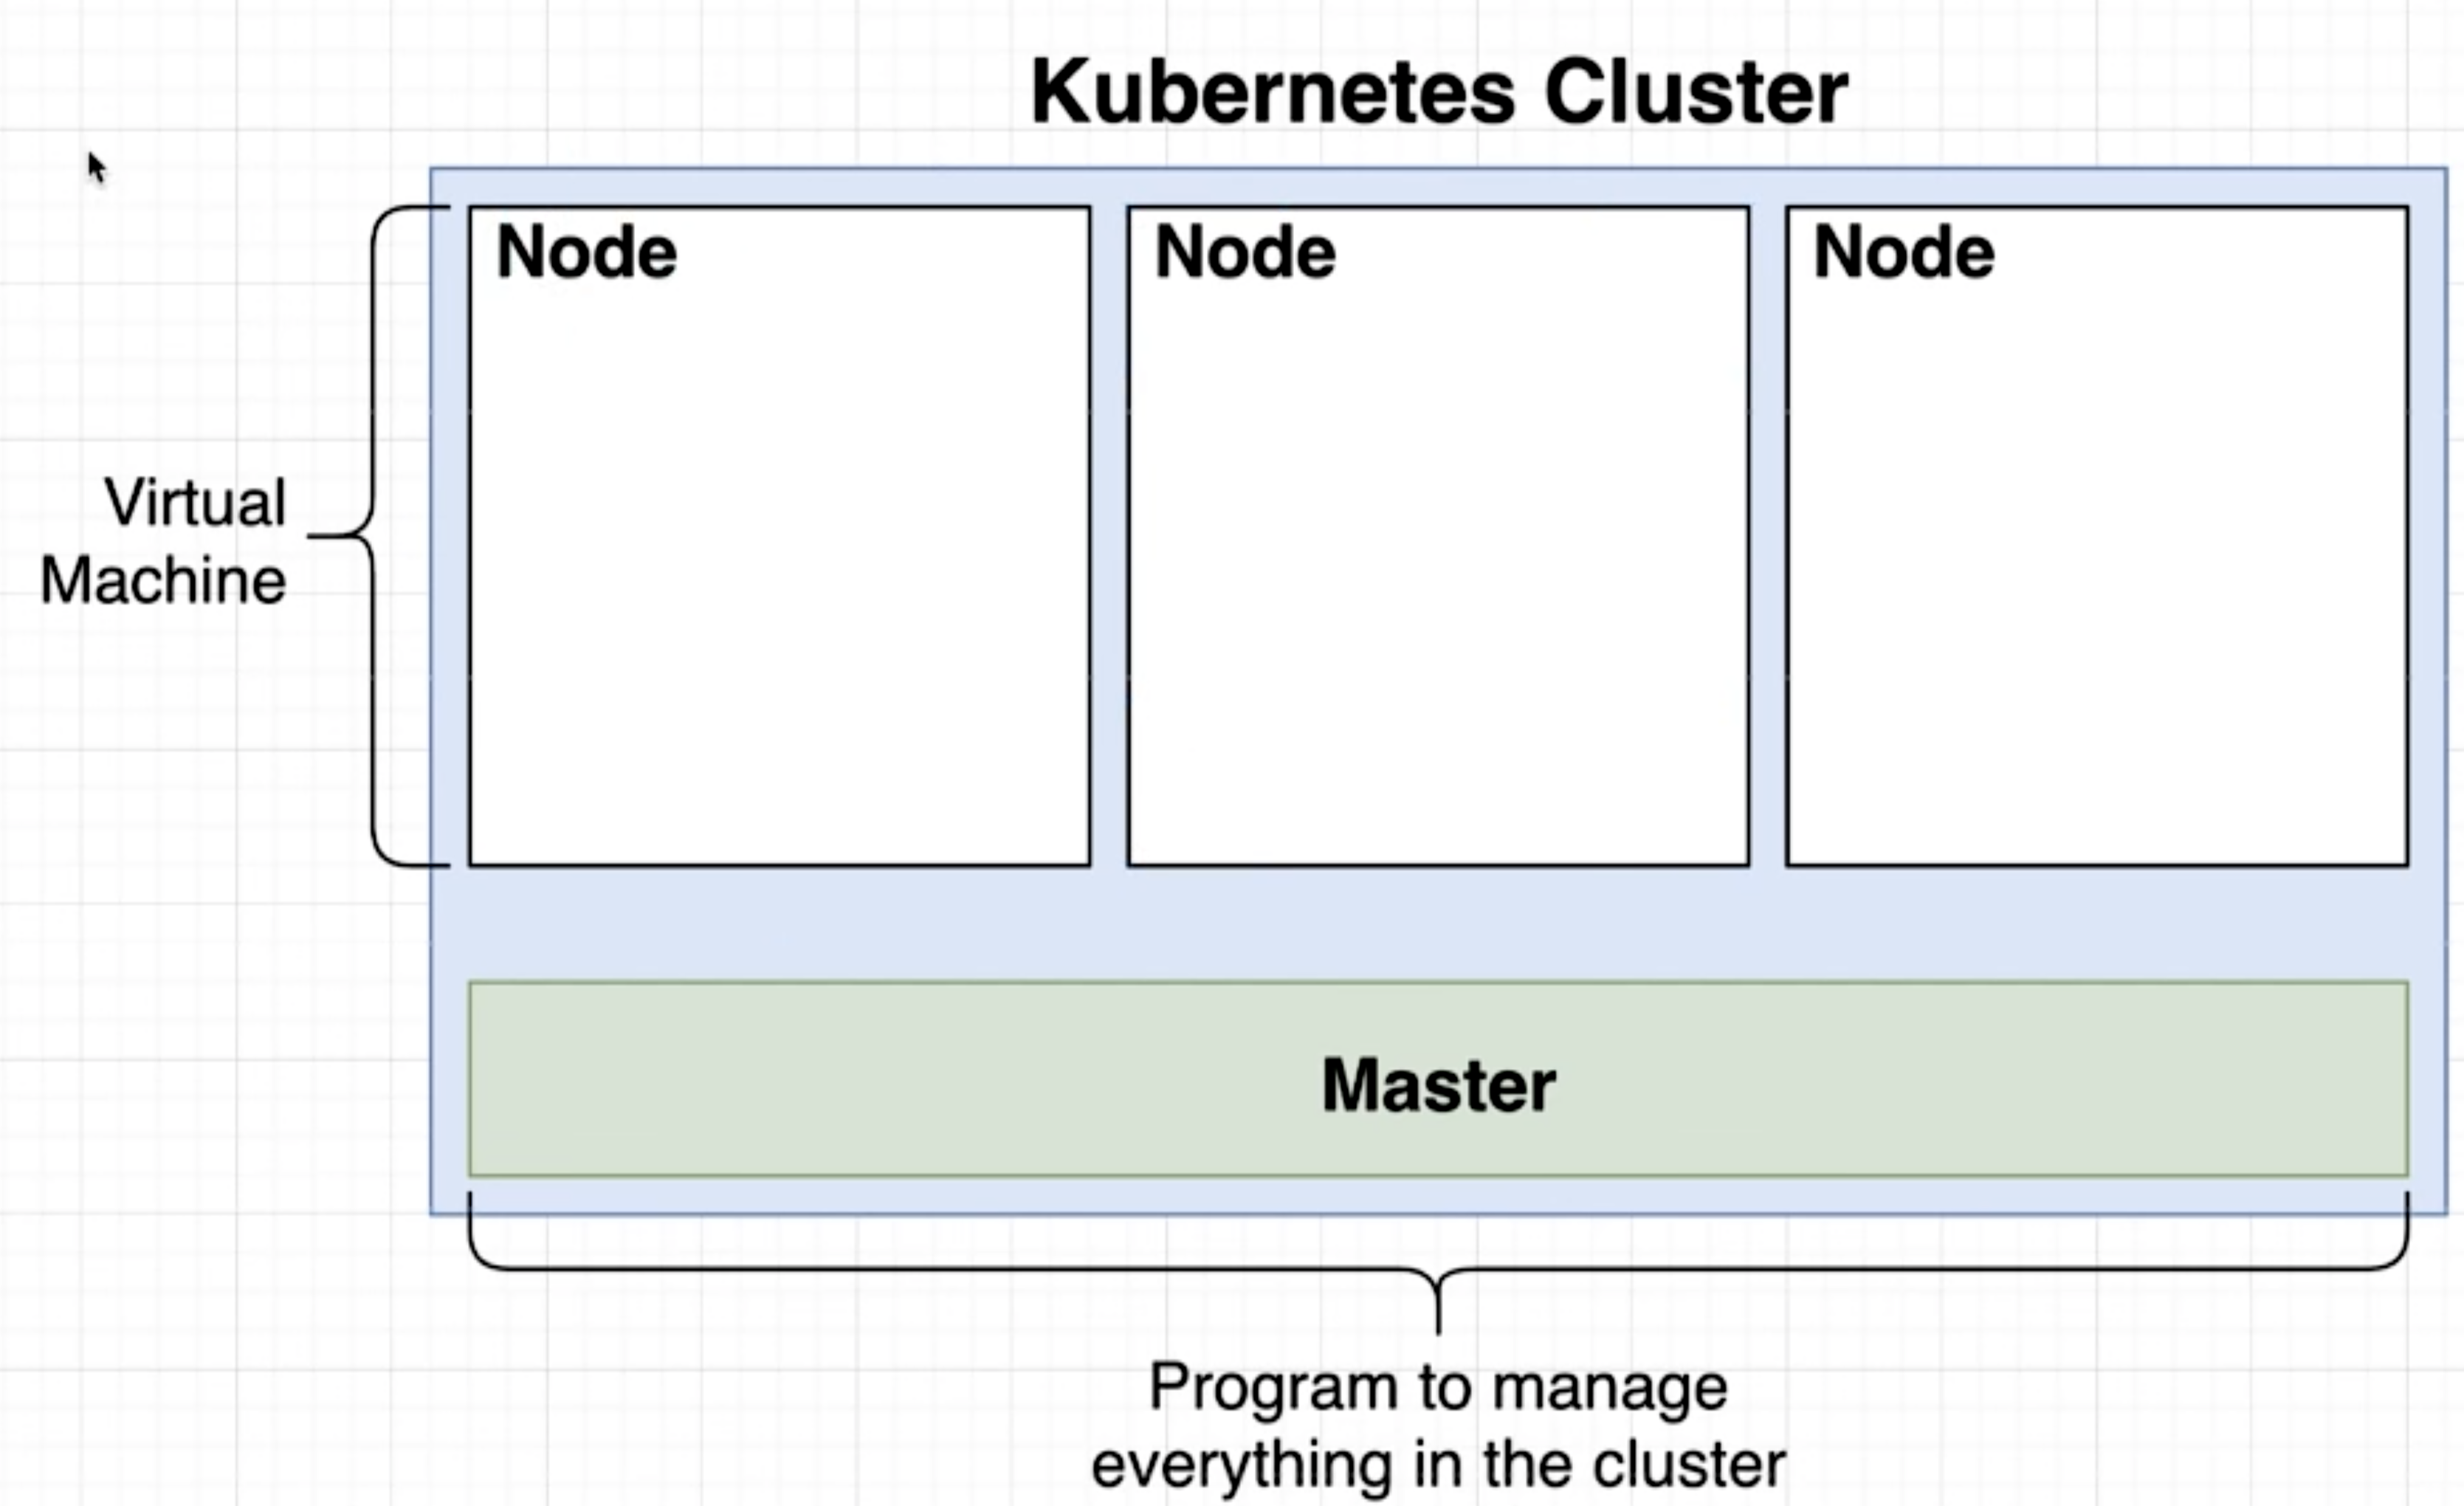 Kubernetes Cluster
Node
Node
Node
Virtual
Machine
Master
Program to manage
everything in the cluster